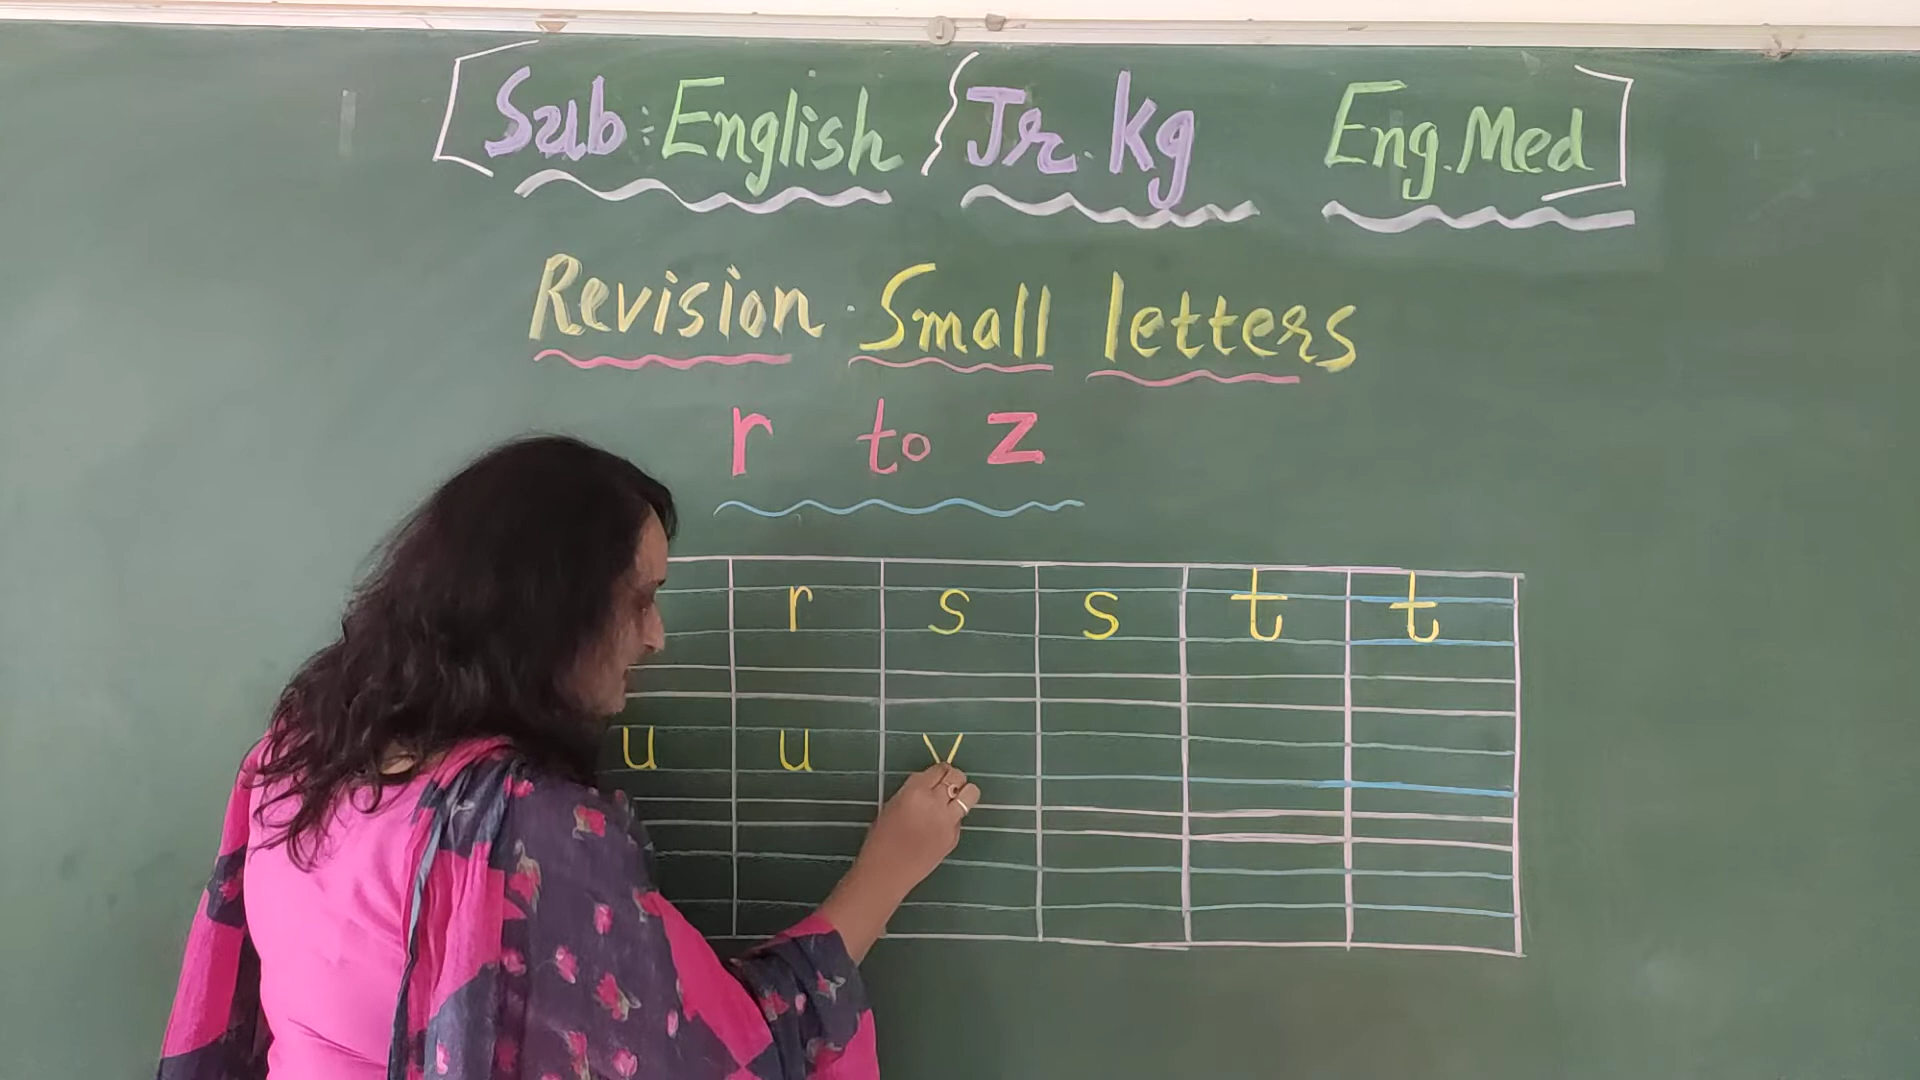 [Sub: English } Jr. Kg Eng. Med]
Revision. Small letters
r to z
r s s t t
u u v